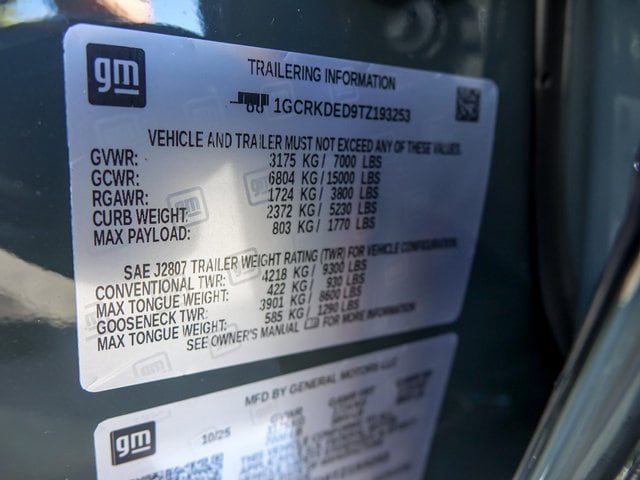 gm
TRAILERING INFORMATION
1GCRKDED9TZ193253
VEHICLE AND TRAILER MUST NOT EXCEED ANY OF THESE VALUES.
GVWR: 3175 KG/ 7000 LBS
GCWR: 6804 KG/ 15000 LBS
RGAWR: 1724 KG/ 3800 LBS
CURB WEIGHT: 2372 KG/ 5230 LBS
MAX PAYLOAD: 803 KG/ 1770 LBS
SAE J2807 TRAILER WEIGHT RATING (TWR) FOR VEHICLE CONFIGURATION.
CONVENTIONAL TWR: 4218 KG/ 9300 LBS
MAX TONGUE WEIGHT: 422 KG/ 930 LBS
GOOSENECK TWR: 3901 KG/ 8600 LBS
MAX TONGUE WEIGHT: 585 KG/ 1290 LBS
SEE OWNER'S MANUAL FOR MORE INFORMATION
MFD BY GENERAL MOTORS LLC
gm
10/25
GVWR